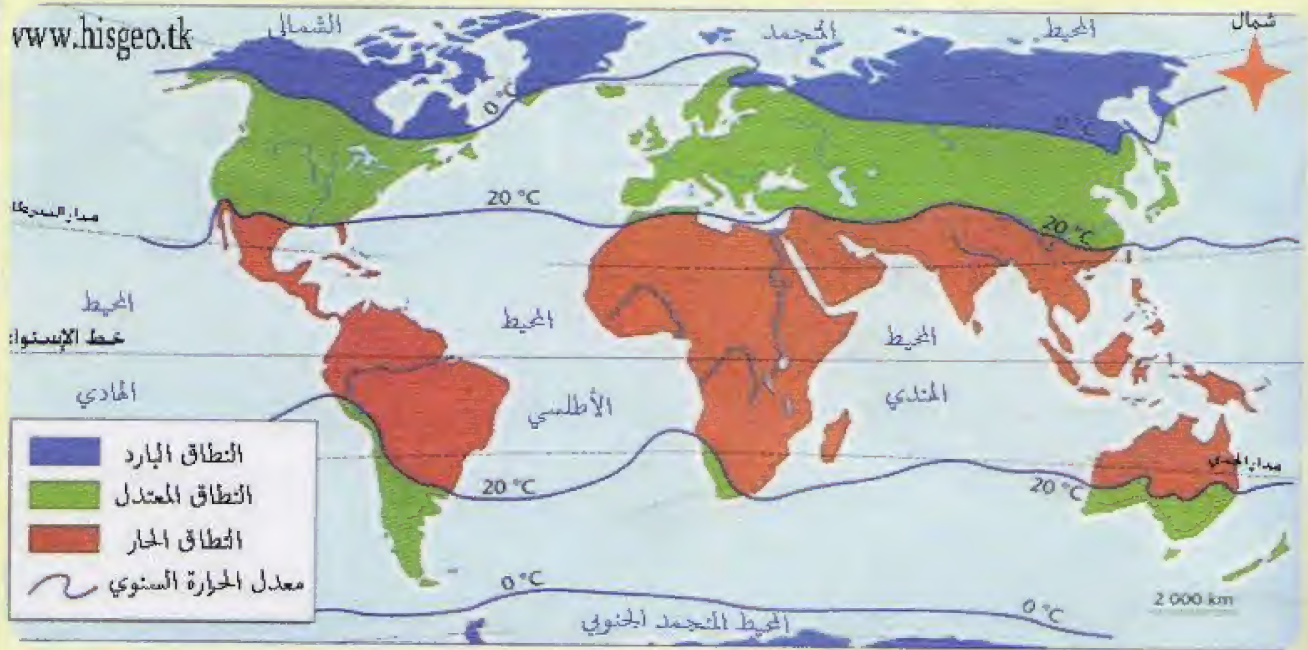 www.hisgeo.tk
المحيط المتجمد الشمالي
شمال
0 °C
0 °C
20 °C
20 °C
المحيط
خط الإستواء
الهادي
المحيط
الأطلسي
المحيط
الهندي
مدار الجدي
20 °C
20 °C
0 °C
0 °C
المحيط المتجمد الجنوبي
2 000 km
النطاق البارد
النطاق المعتدل
النطاق الحار
معدل الحرارة السنوي